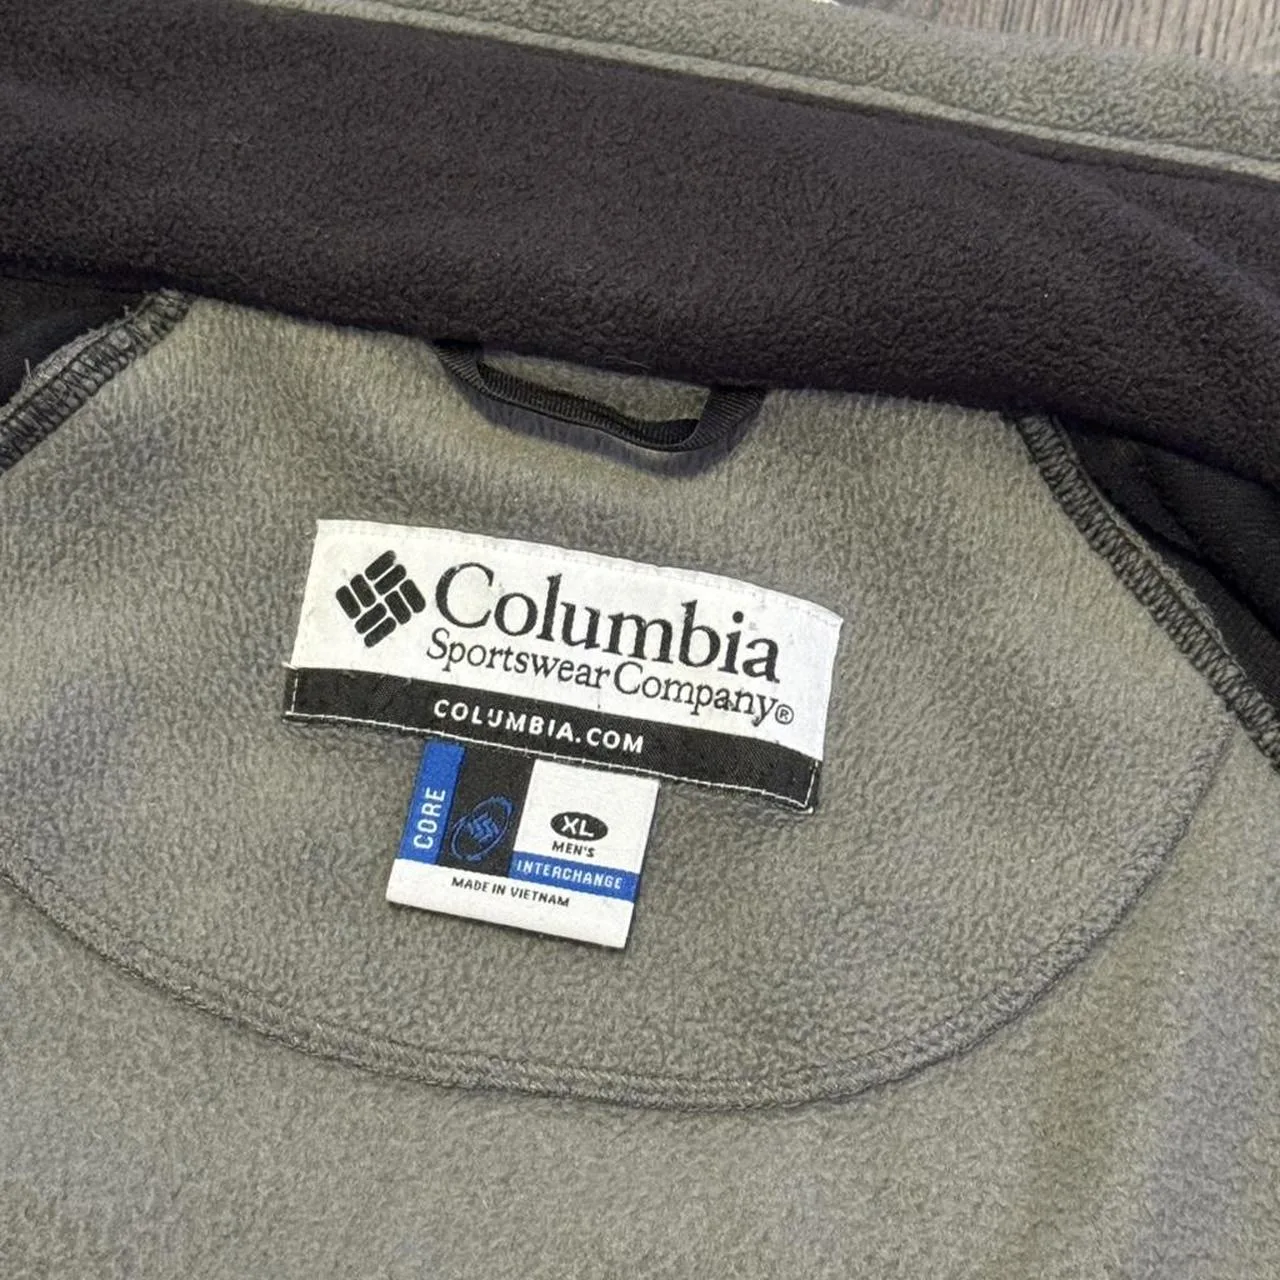 Columbia
Sportswear Company®
COLUMBIA.COM
CORE
XL
MEN'S
INTERCHANGE
MADE IN VIETNAM